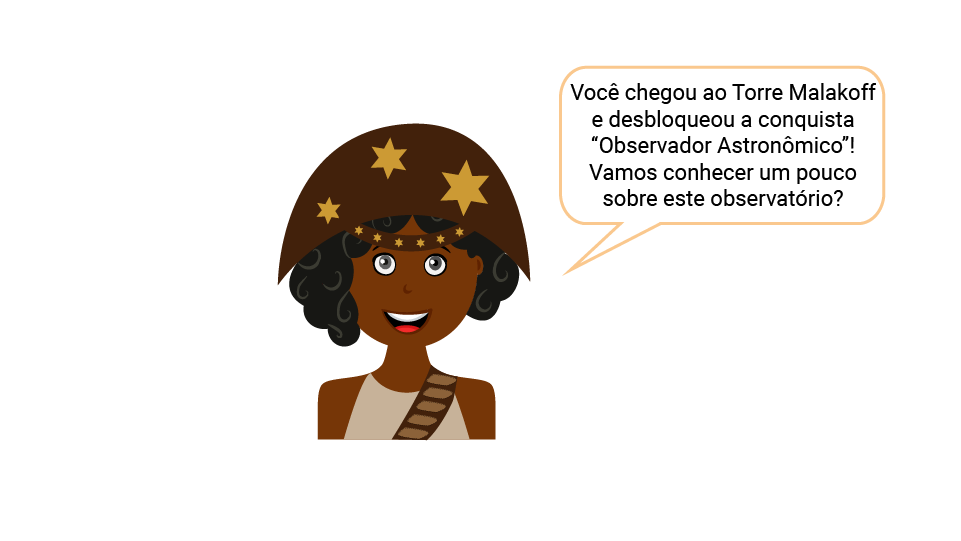 Você chegou ao Torre Malakoff
e desbloqueou a conquista
“Observador Astronômico”!
Vamos conhecer um pouco
sobre este observatório?